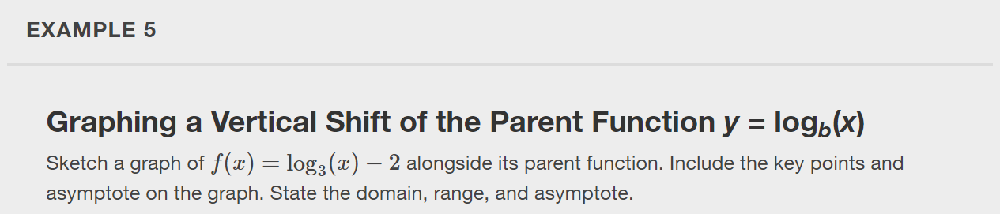 EXAMPLE 5
Graphing a Vertical Shift of the Parent Function y = log_b(x)
Sketch a graph of f(x) = log_3(x) − 2 alongside its parent function. Include the key points and
asymptote on the graph. State the domain, range, and asymptote.